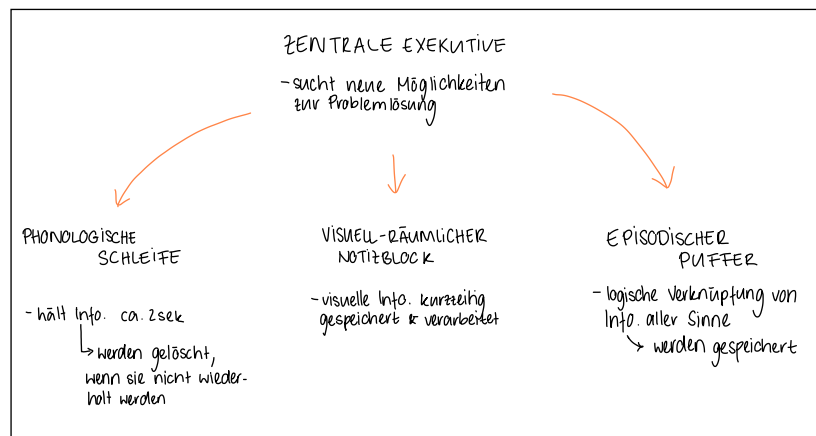 ZENTRALE EXEKUTIVE
- sucht neue Möglichkeiten
zur Problemlösung
PHONOLOGISCHE
SCHLEIFE
- hält Info. ca. 2sek
werden gelöscht,
wenn sie nicht wieder-
holt werden
VISUELL-RÄUMLICHER
NOTIZBLOCK
- visuelle Info. kurzzeitig
gespeichert & verarbeitet
EPISODISCHER
PUFFER
- logische Verknüpfung von
Info. aller Sinne
werden gespeichert